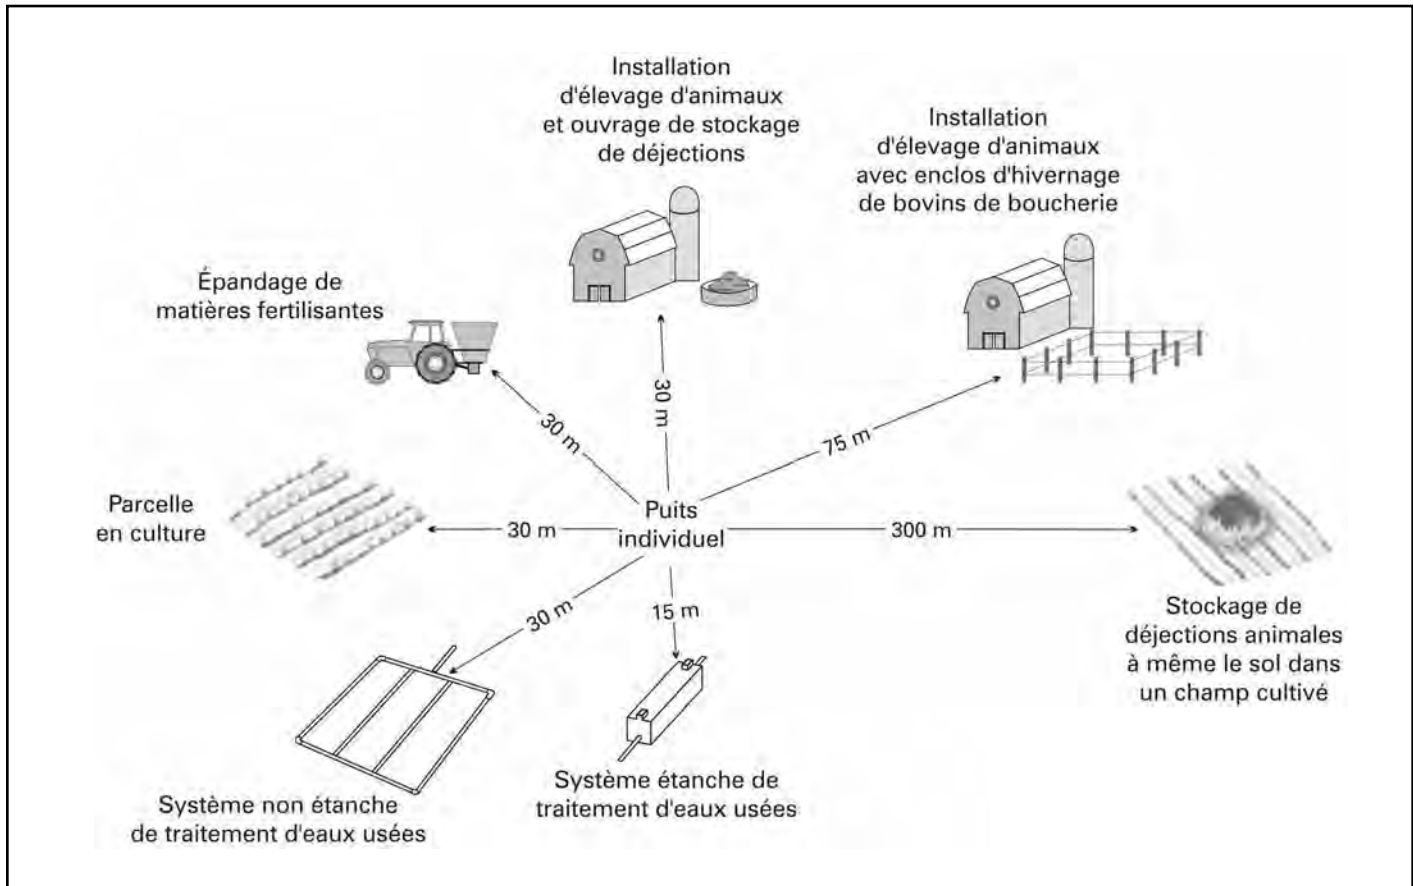 Installation
d'élevage d'animaux
et ouvrage de stockage
de déjections
Installation
d'élevage d'animaux
avec enclos d'hivernage
de bovins de boucherie
Épandage de
matières fertilisantes
30 m
30 m
75 m
Parcelle
en culture
30 m
Puits
individuel
300 m
30 m
15 m
Stockage de
déjections animales
à même le sol dans
un champ cultivé
Système non étanche
de traitement d'eaux usées
Système étanche de
traitement d'eaux usées